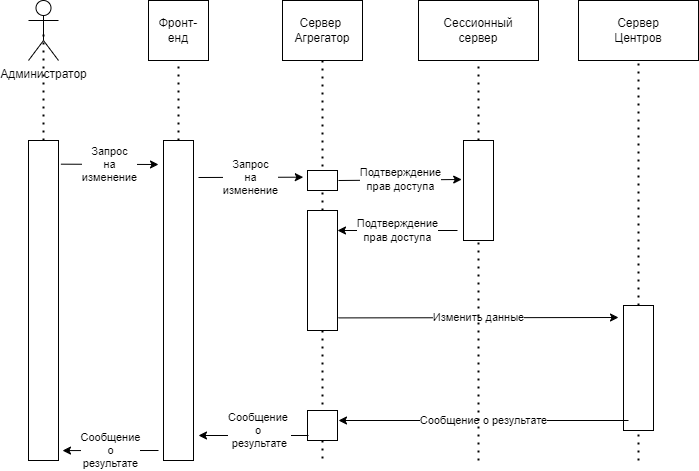 Администратор
Фронт-
енд
Сервер
Агрегатор
Сессионный
сервер
Сервер
Центров
Запрос
на
изменение
Запрос
на
изменение
Подтверждение
прав доступа
Подтверждение
прав доступа
Изменить данные
Сообщение о результате
Сообщение
о
результате
Сообщение
о
результате